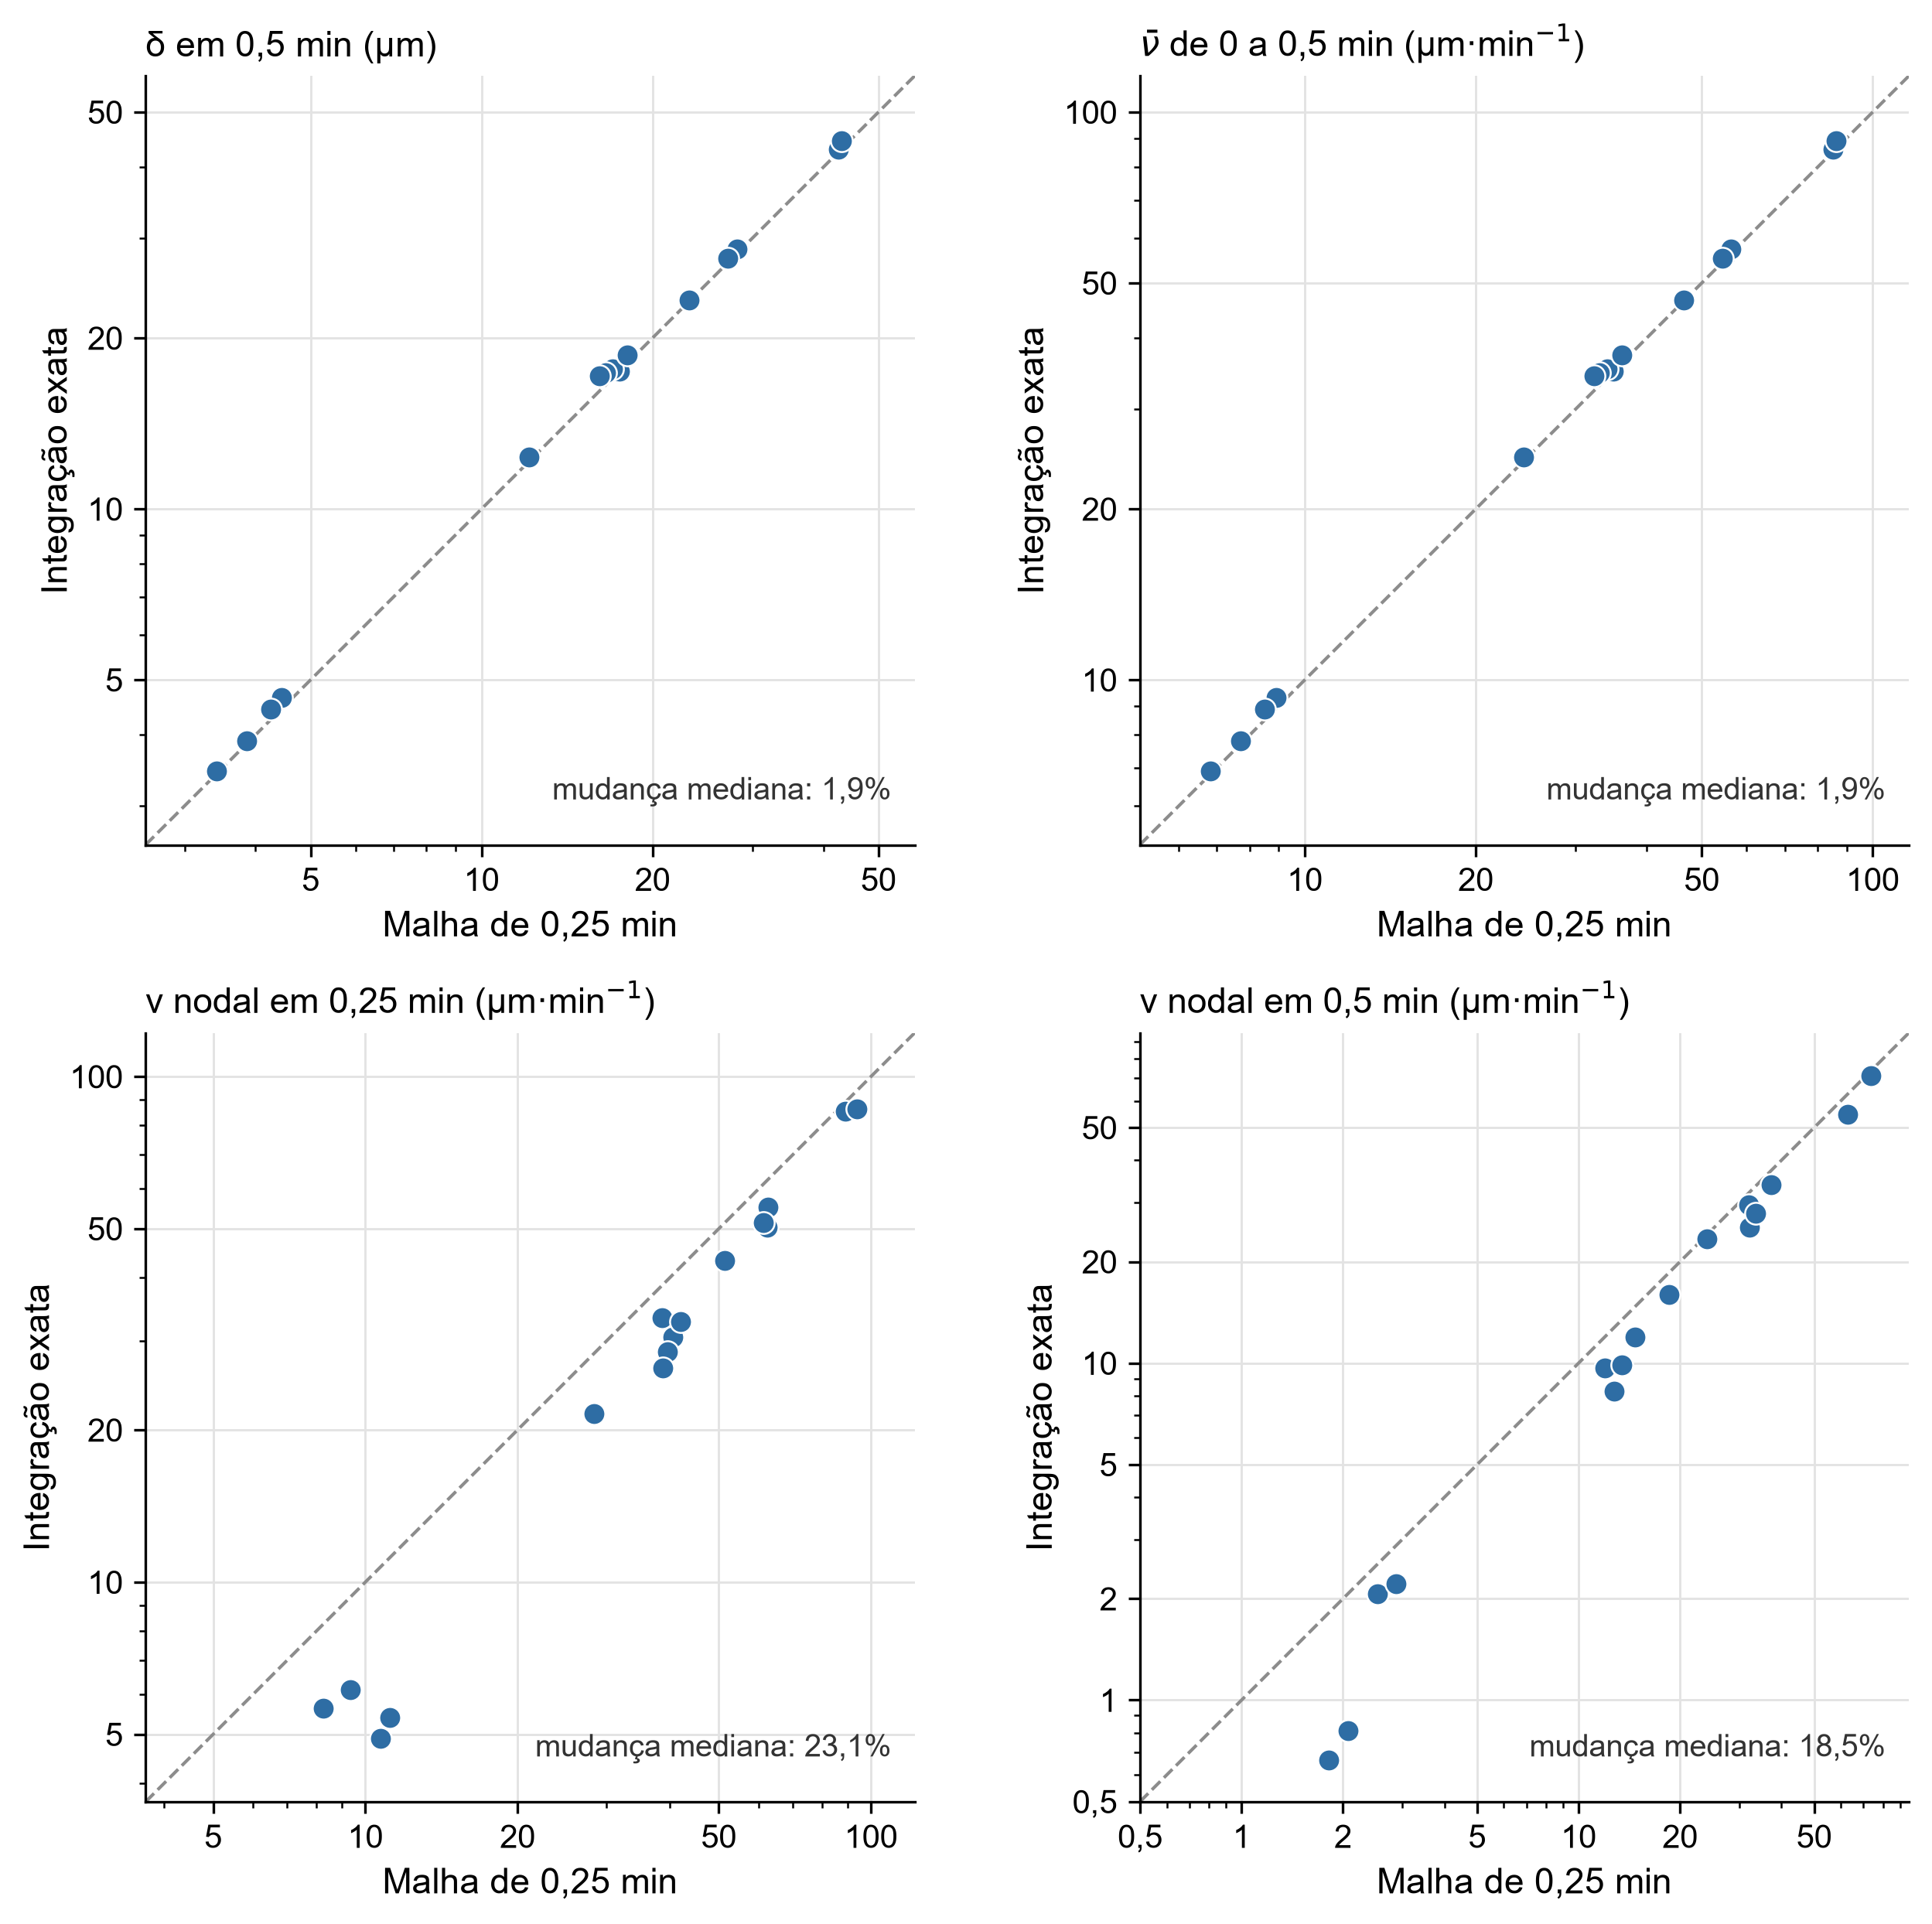 δ em 0,5 min (µm)
50
20
10
5
Integração exata
mudança mediana: 1,9%
5 10 20 50
Malha de 0,25 min
ν̄ de 0 a 0,5 min (µm·min⁻¹)
100
50
20
10
Integração exata
mudança mediana: 1,9%
10 20 50 100
Malha de 0,25 min
v nodal em 0,25 min (µm·min⁻¹)
100
50
20
10
5
Integração exata
mudança mediana: 23,1%
5 10 20 50 100
Malha de 0,25 min
v nodal em 0,5 min (µm·min⁻¹)
50
20
10
5
2
1
0,5
Integração exata
mudança mediana: 18,5%
0,5 1 2 5 10 20 50
Malha de 0,25 min